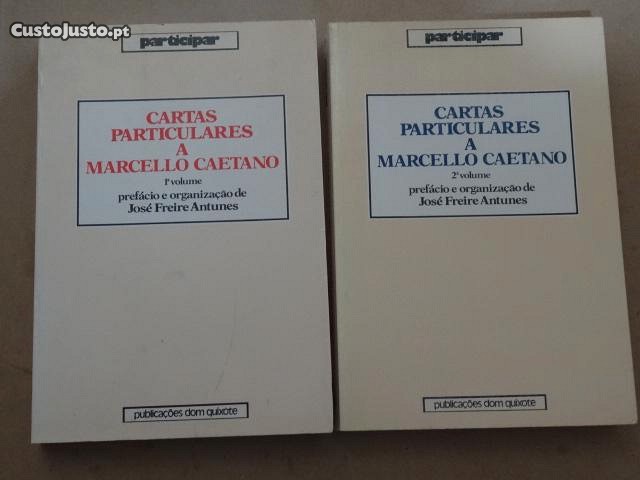 CustoJusto.pt
participar
CARTAS
PARTICULARES
A
MARCELLO CAETANO
1º volume
prefácio e organização de
José Freire Antunes
publicações dom quixote
participar
CARTAS
PARTICULARES
A
MARCELLO CAETANO
2º volume
prefácio e organização de
José Freire Antunes
publicações dom quixote